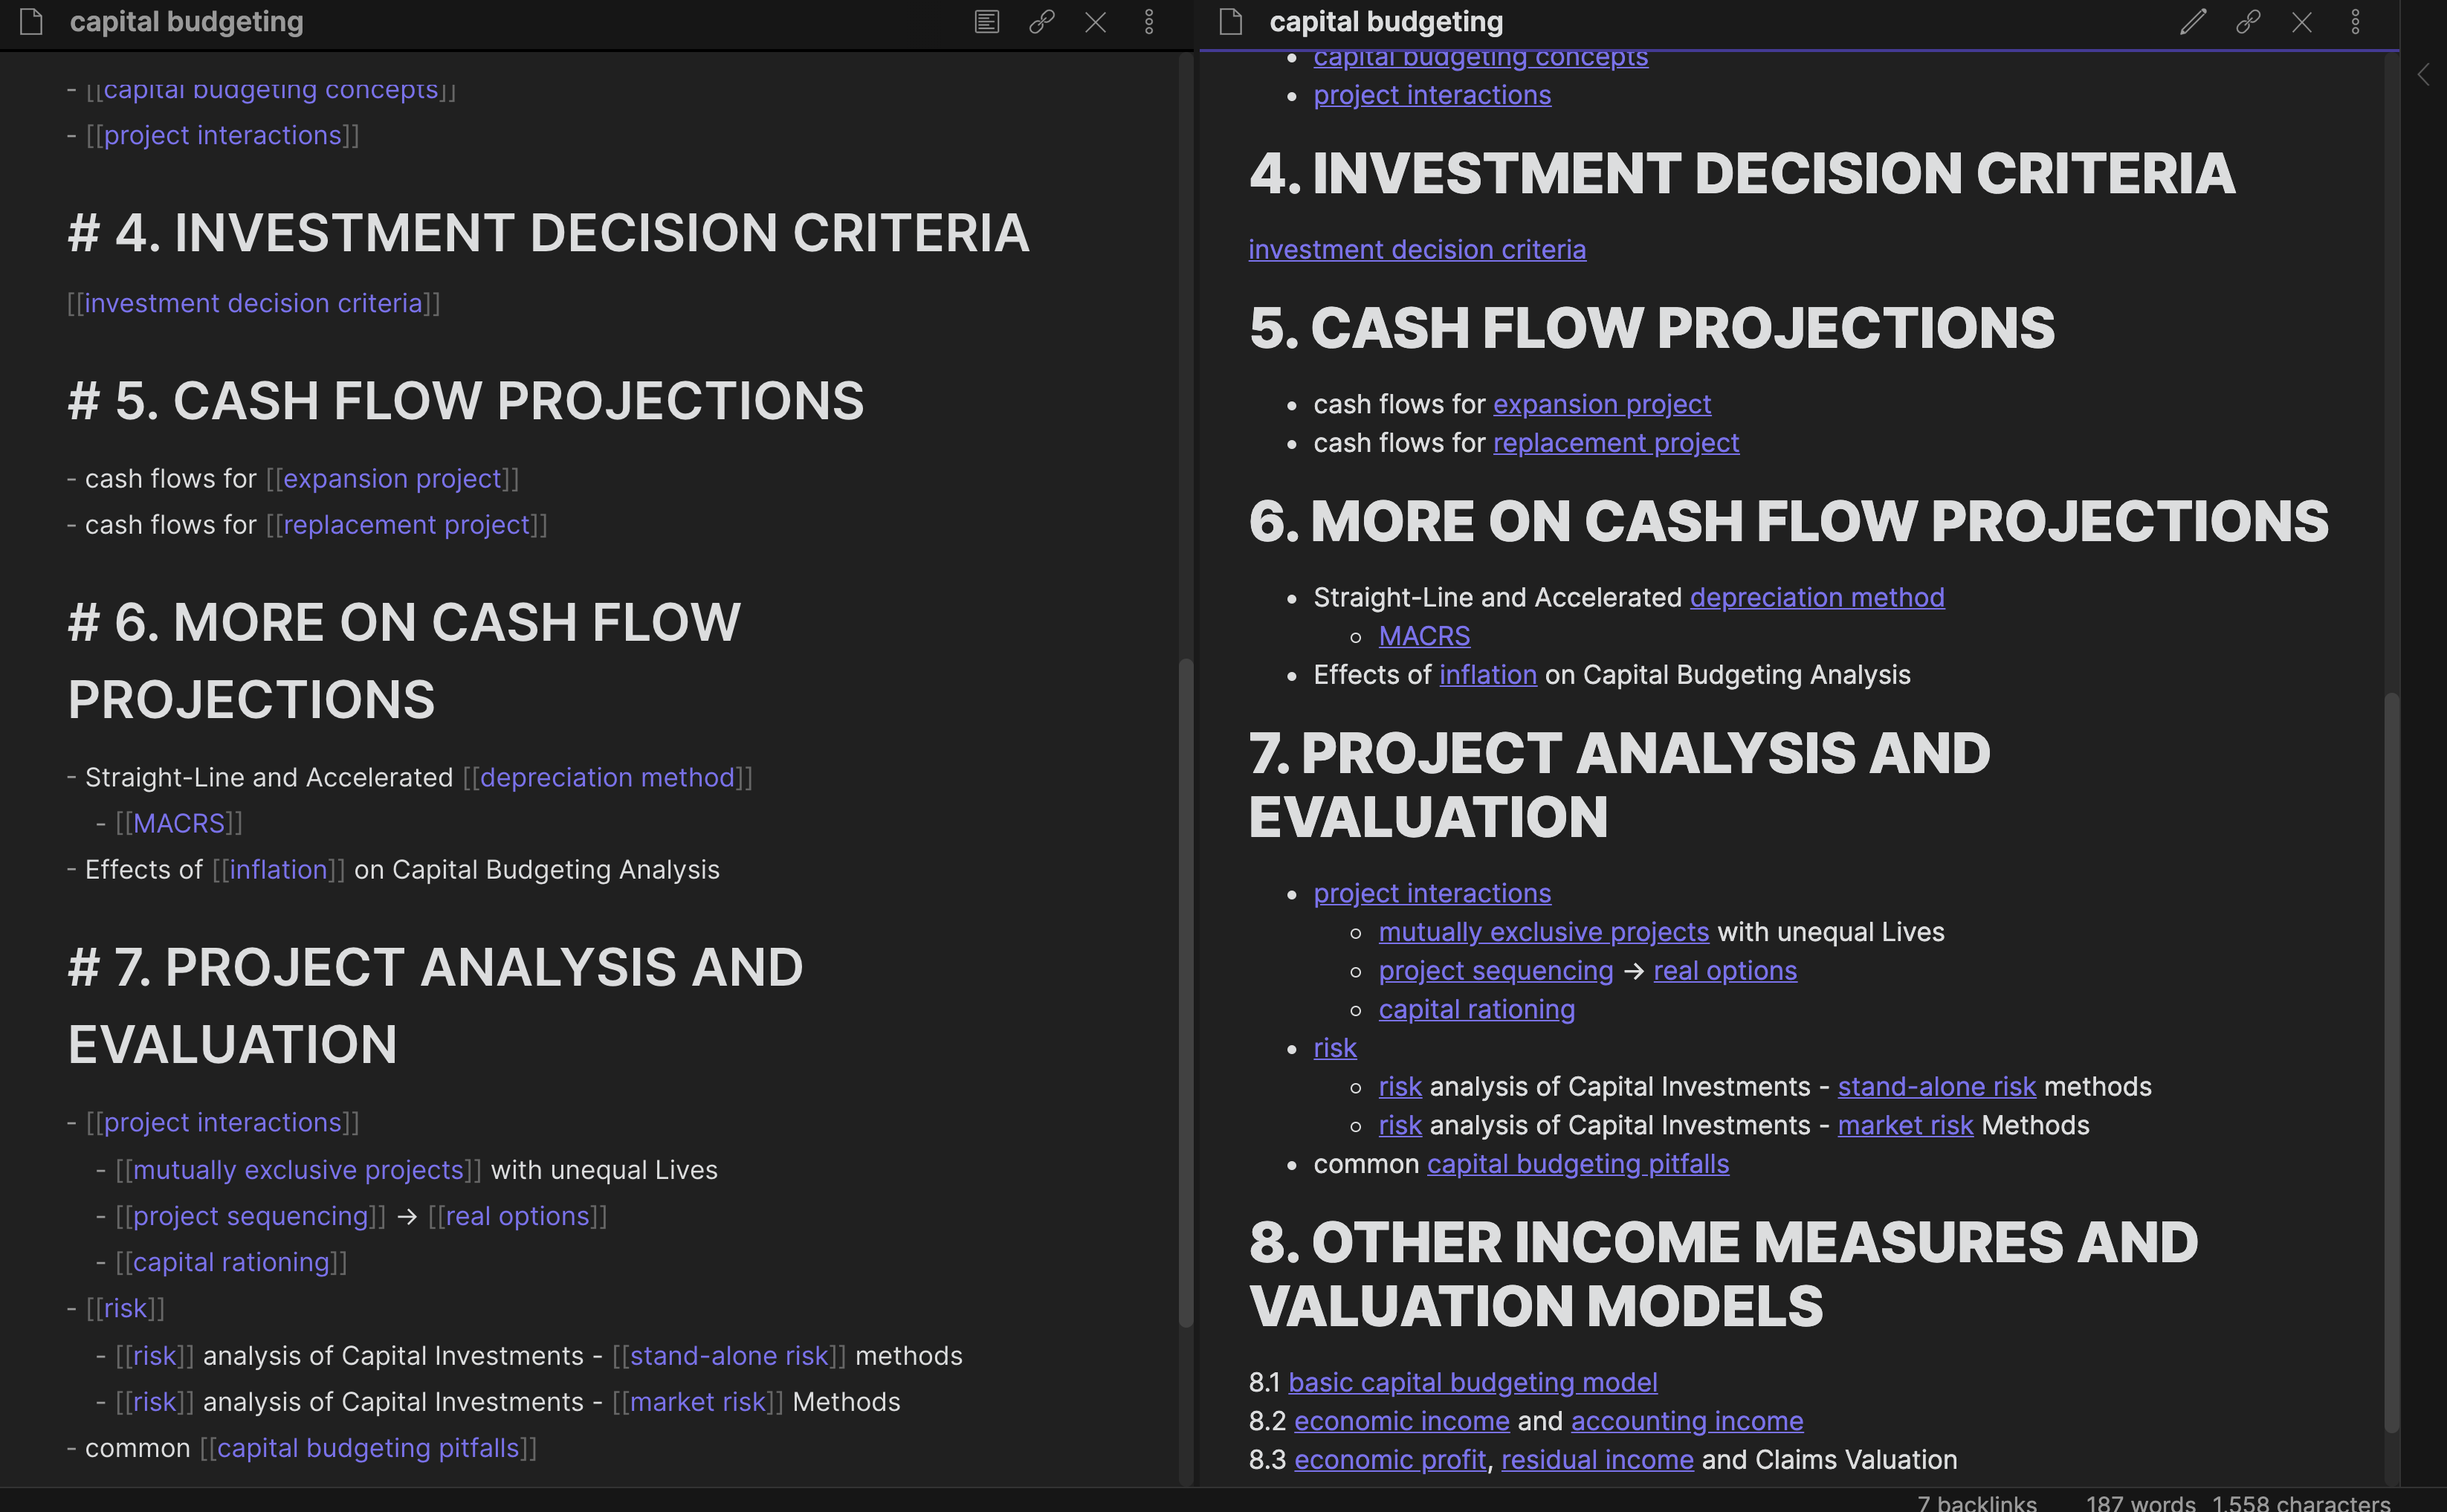 capital budgeting
- [[capital budgeting concepts]]
- [[project interactions]]
# 4. INVESTMENT DECISION CRITERIA
[[investment decision criteria]]
# 5. CASH FLOW PROJECTIONS
- cash flows for [[expansion project]]
- cash flows for [[replacement project]]
# 6. MORE ON CASH FLOW
PROJECTIONS
- Straight-Line and Accelerated [[depreciation method]]
- [[MACRS]]
- Effects of [[inflation]] on Capital Budgeting Analysis
# 7. PROJECT ANALYSIS AND
EVALUATION
- [[project interactions]]
- [[mutually exclusive projects]] with unequal Lives
- [[project sequencing]] → [[real options]]
- [[capital rationing]]
- [[risk]]
- [[risk]] analysis of Capital Investments - [[stand-alone risk]] methods
- [[risk]] analysis of Capital Investments - [[market risk]] Methods
- common [[capital budgeting pitfalls]]
capital budgeting
• capital budgeting concepts
• project interactions
4. INVESTMENT DECISION CRITERIA
investment decision criteria
5. CASH FLOW PROJECTIONS
• cash flows for expansion project
• cash flows for replacement project
6. MORE ON CASH FLOW PROJECTIONS
• Straight-Line and Accelerated depreciation method
◦ MACRS
• Effects of inflation on Capital Budgeting Analysis
7. PROJECT ANALYSIS AND
EVALUATION
• project interactions
◦ mutually exclusive projects with unequal Lives
◦ project sequencing → real options
◦ capital rationing
• risk
◦ risk analysis of Capital Investments - stand-alone risk methods
◦ risk analysis of Capital Investments - market risk Methods
• common capital budgeting pitfalls
8. OTHER INCOME MEASURES AND
VALUATION MODELS
8.1 basic capital budgeting model
8.2 economic income and accounting income
8.3 economic profit, residual income and Claims Valuation
7 backlinks 187 words 1,558 characters